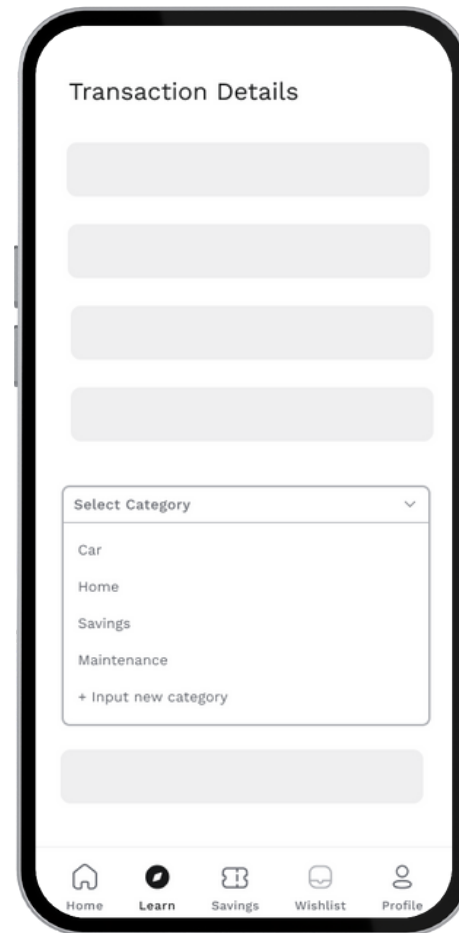 Transaction Details
Select Category
Car
Home
Savings
Maintenance
+ Input new category
Home Learn Savings Wishlist Profile